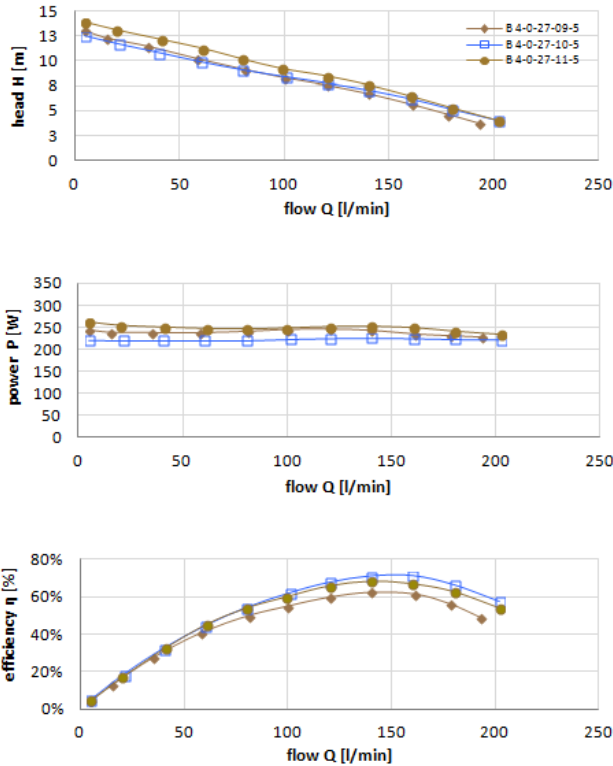 15
13
10
8
5
3
0
head H [m]
B 4-0-27-09-5
B 4-0-27-10-5
B 4-0-27-11-5
0 50 100 150 200 250
flow Q [l/min]
350
300
250
200
150
100
50
0
power P [W]
0 50 100 150 200 250
flow Q [l/min]
80%
60%
40%
20%
0%
efficiency η [%]
0 50 100 150 200 250
flow Q [l/min]